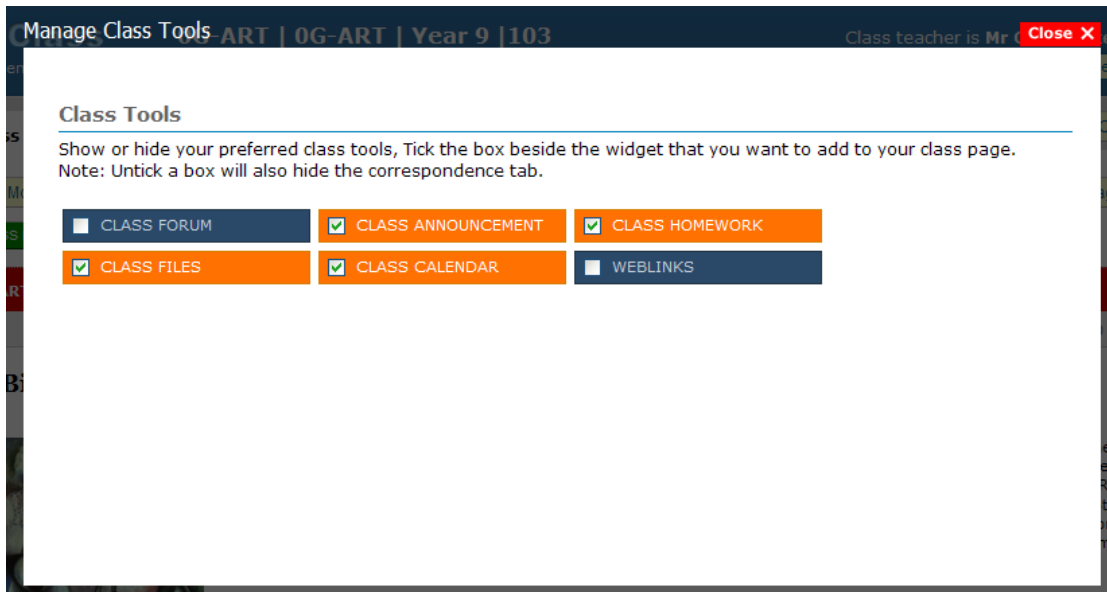 Manage Class Tools
0G-ART | 0G-ART | Year 9 |103
Class teacher is Mr
Close X
Class Tools
Show or hide your preferred class tools, Tick the box beside the widget that you want to add to your class page.
Note: Untick a box will also hide the correspondence tab.
CLASS FORUM
CLASS ANNOUNCEMENT
CLASS HOMEWORK
CLASS FILES
CLASS CALENDAR
WEBLINKS